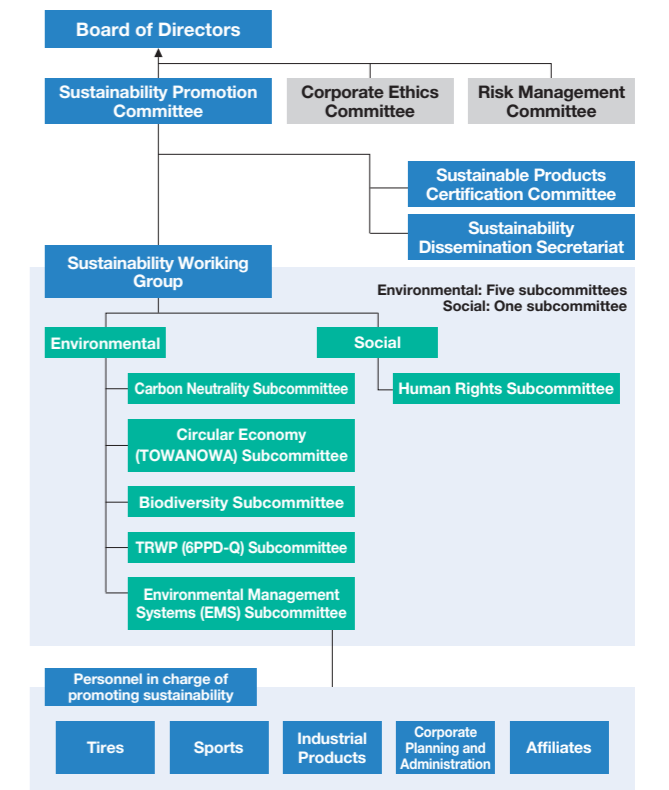 Board of Directors
Sustainability Promotion
Committee
Corporate Ethics
Committee
Risk Management
Committee
Sustainable Products
Certification Committee
Sustainability
Dissemination Secretariat
Sustainability Woriking
Group
Environmental: Five subcommittees
Social: One subcommittee
Environmental
Social
Carbon Neutrality Subcommittee
Human Rights Subcommittee
Circular Economy
(TOWANOWA) Subcommittee
Biodiversity Subcommittee
TRWP (6PPD-Q) Subcommittee
Environmental Management
Systems (EMS) Subcommittee
Personnel in charge of
promoting sustainability
Tires
Sports
Industrial
Products
Corporate
Planning and
Administration
Affiliates